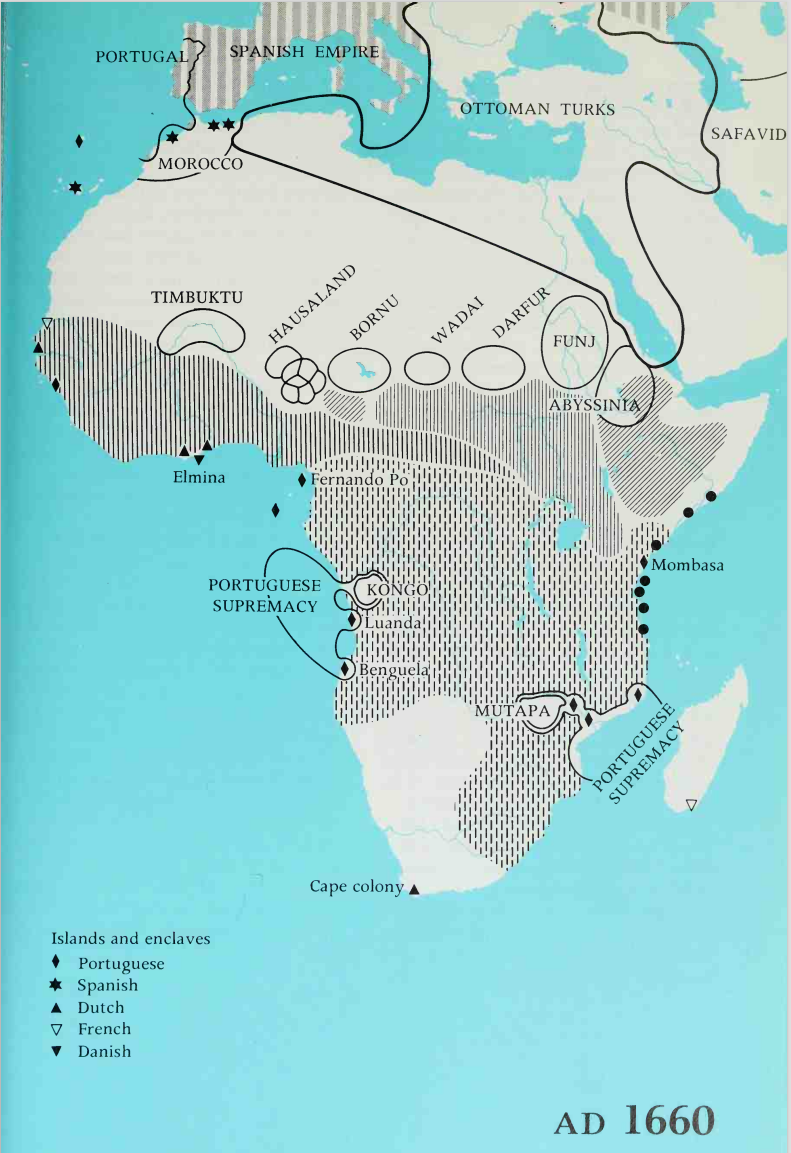 PORTUGAL
SPANISH EMPIRE
OTTOMAN TURKS
SAFAVID
MOROCCO
TIMBUKTU
HAUSALAND
BORNU
WADAI
DARFUR
FUNJ
ABYSSINIA
Elmina
Fernando Po
Mombasa
PORTUGUESE
SUPREMACY
KONGO
Luanda
Benguela
MUTAPA
PORTUGUESE
SUPREMACY
Cape colony
Islands and enclaves
Portuguese
Spanish
Dutch
French
Danish
AD 1660